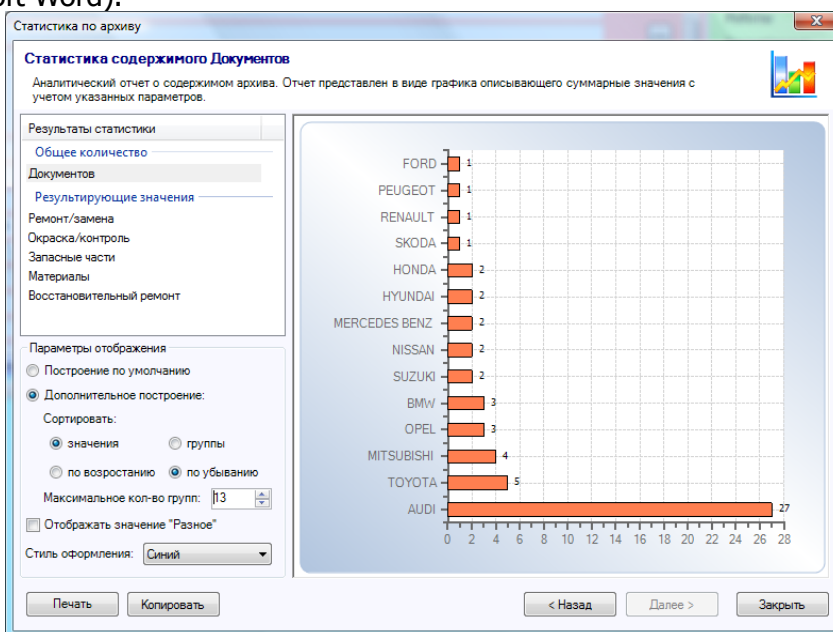 ort Word).
Статистика по архиву
Статистика содержимого Документов
Аналитический отчет о содержимом архива. Отчет представлен в виде графика описывающего суммарные значения с
учетом указанных параметров.
Результаты статистики
Общее количество
Документов
Результирующие значения
Ремонт/замена
Окраска/контроль
Запасные части
Материалы
Восстановительный ремонт
Параметры отображения
Построение по умолчанию
Дополнительное построение:
Сортировать:
значения группы
по возростанию по убыванию
Максимальное кол-во групп: 13
Отображать значение "Разное"
Стиль оформления: Синий
FORD 1
PEUGEOT 1
RENAULT 1
SKODA 1
HONDA 2
HYUNDAI 2
MERCEDES BENZ 2
NISSAN 2
SUZUKI 2
BMW 3
OPEL 3
MITSUBISHI 4
TOYOTA 5
AUDI 27
0 2 4 6 8 10 12 14 16 18 20 22 24 26 28
Печать Копировать < Назад Далее > Закрыть